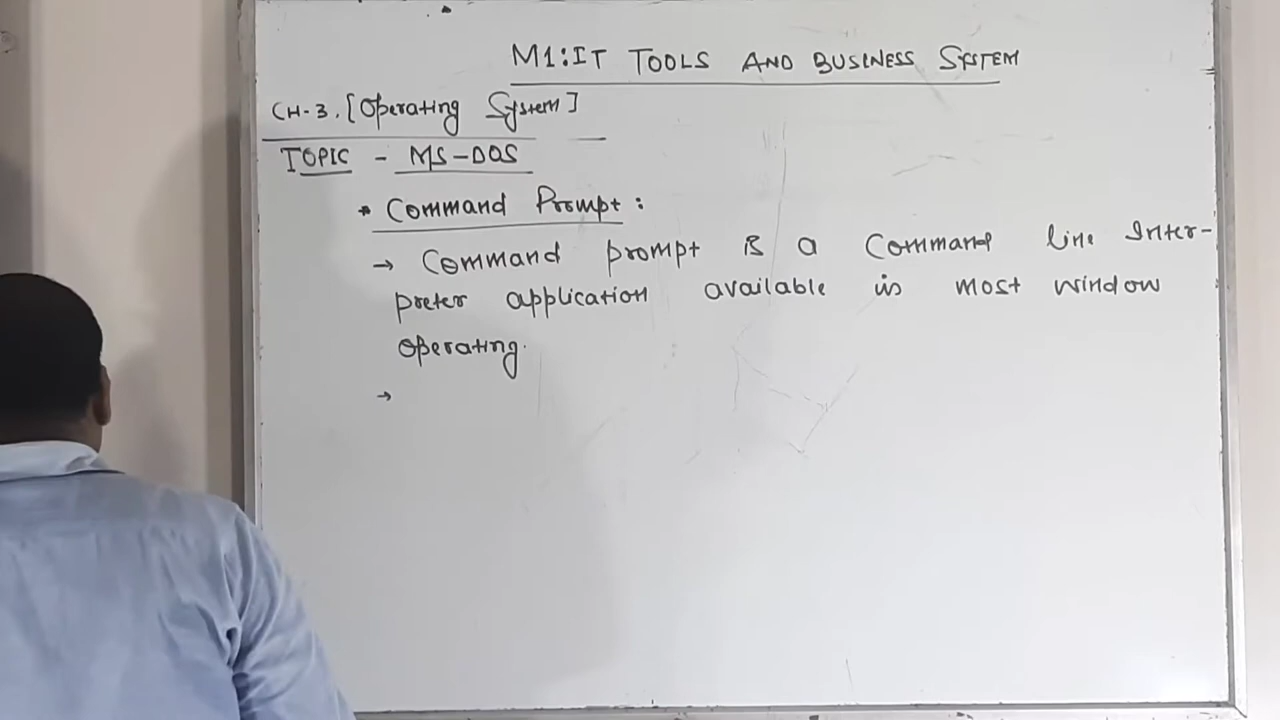 M1:IT TOOLS AND BUSINESS SYSTEM
CH-3. [Operating System]
TOPIC - MS-DOS
* Command Prompt :
→ Command prompt is a Command line Inter-
preter application available in most window
operating.
→